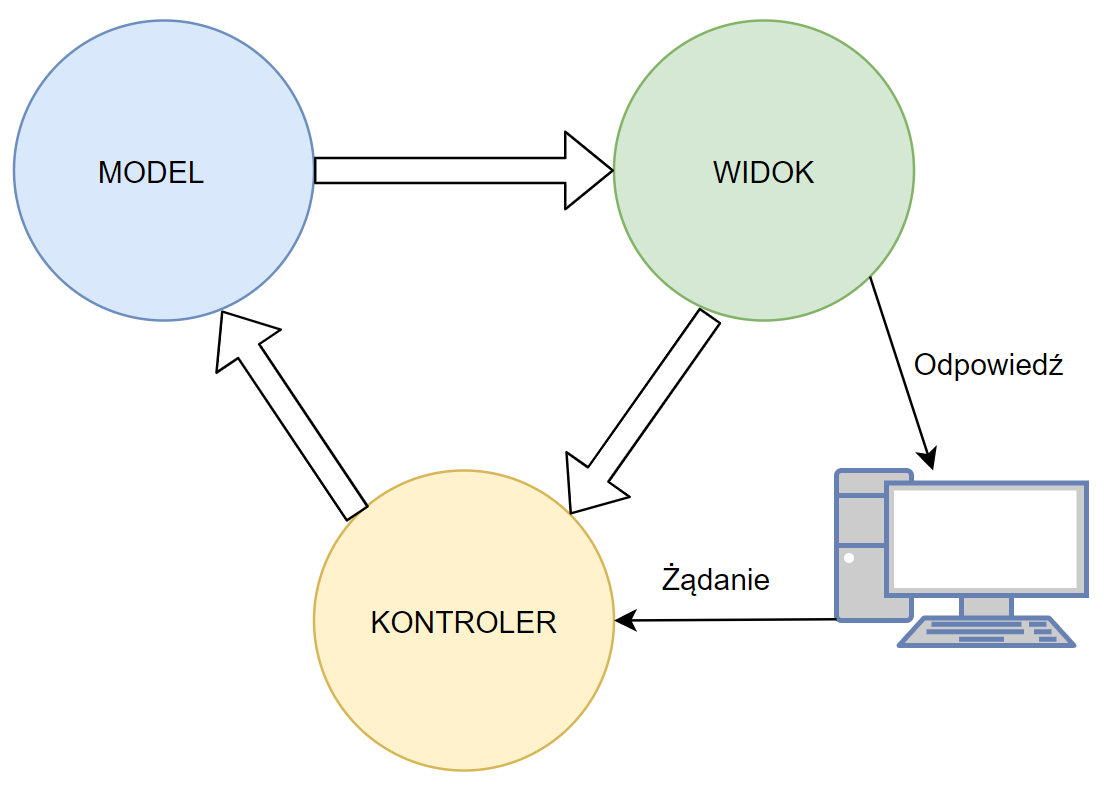 MODEL
WIDOK
Odpowiedź
Żądanie
KONTROLER